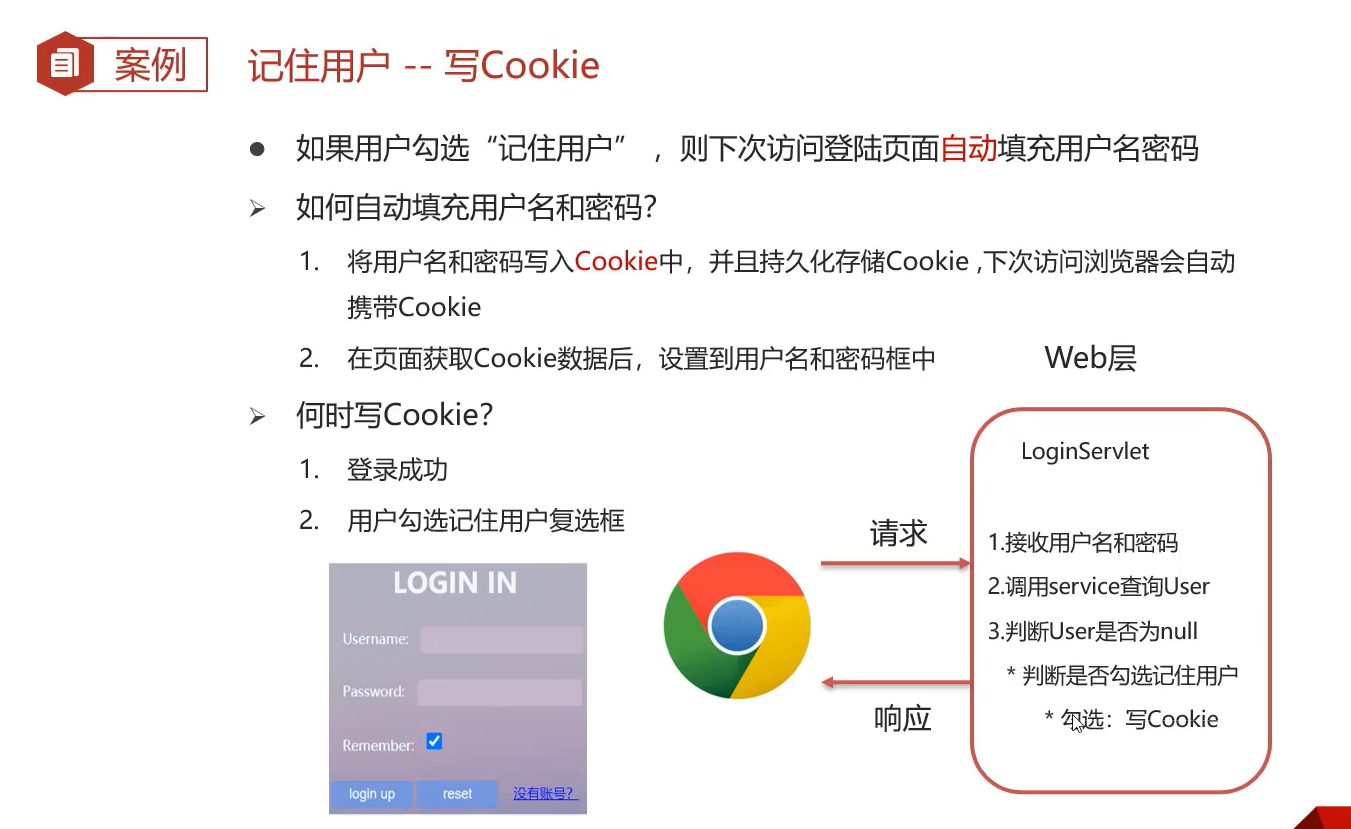 案例
记住用户 -- 写Cookie
● 如果用户勾选“记住用户”，则下次访问登陆页面自动填充用户名密码
➢ 如何自动填充用户名和密码？
1. 将用户名和密码写入Cookie中，并且持久化存储Cookie ,下次访问浏览器会自动
携带Cookie
2. 在页面获取Cookie数据后，设置到用户名和密码框中
➢ 何时写Cookie？
1. 登录成功
2. 用户勾选记住用户复选框
LOGIN IN
Username:
Password:
Remember:
login up reset 没有账号？
请求
响应
Web层
LoginServlet
1.接收用户名和密码
2.调用service查询User
3.判断User是否为null
* 判断是否勾选记住用户
* 勾选：写Cookie